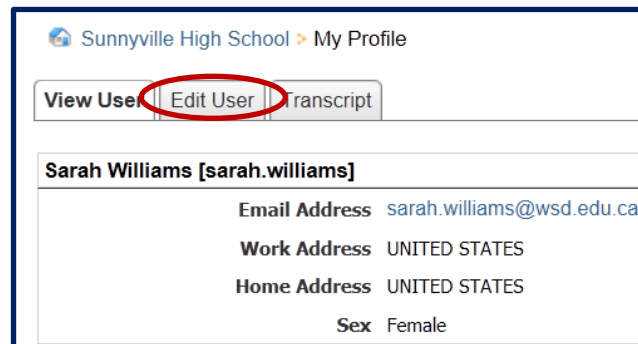 Sunnyville High School > My Profile
View User Edit User Transcript
Sarah Williams [sarah.williams]
Email Address sarah.williams@wsd.edu.ca
Work Address UNITED STATES
Home Address UNITED STATES
Sex Female